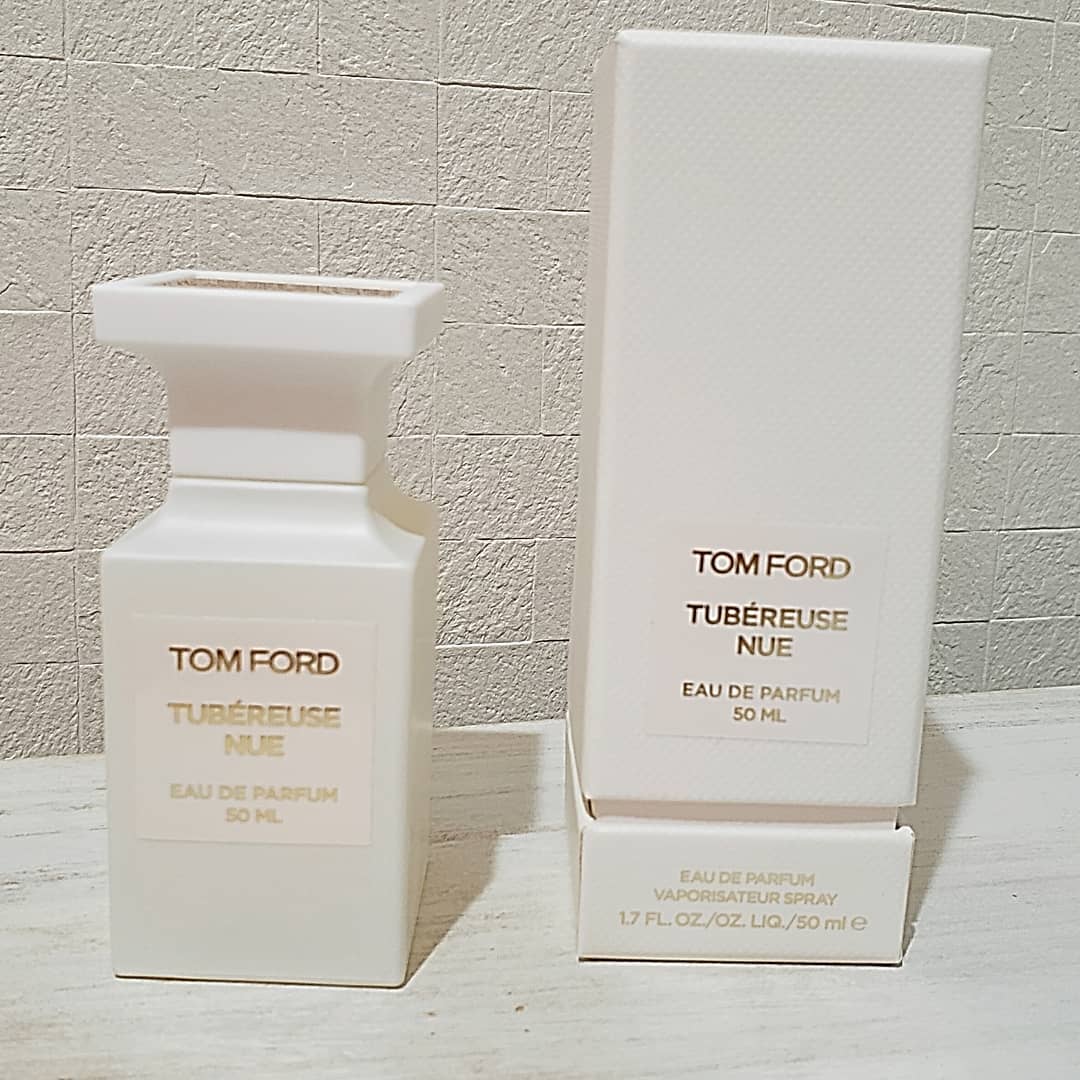 TOM FORD
TUBÉREUSE
NUE
EAU DE PARFUM
50 ML
TOM FORD
TUBÉREUSE
NUE
EAU DE PARFUM
50 ML
EAU DE PARFUM
VAPORISATEUR SPRAY
1.7 FL. OZ./OZ. LIQ./50 ml ℮